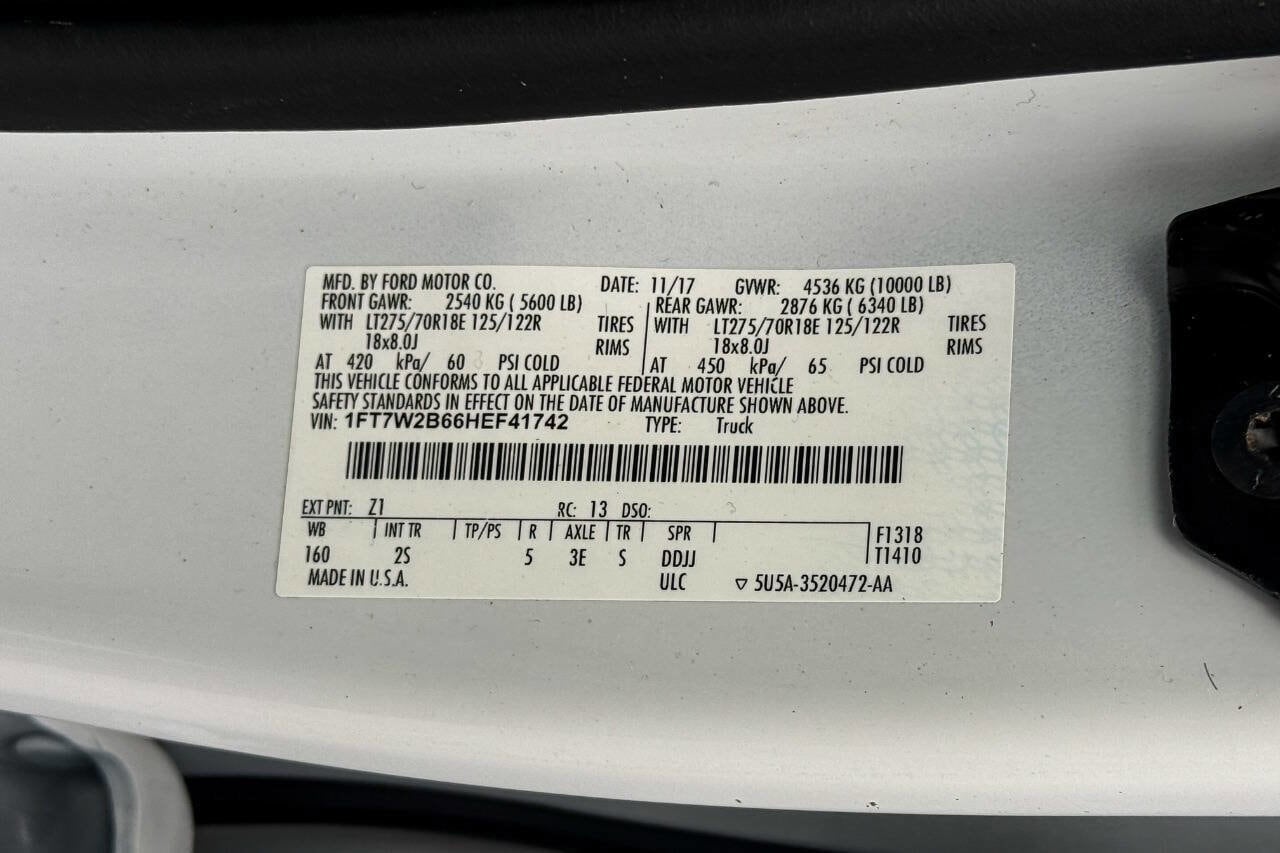 MFD. BY FORD MOTOR CO. DATE: 11/17 GVWR: 4536 KG (10000 LB)
FRONT GAWR: 2540 KG ( 5600 LB) REAR GAWR: 2876 KG ( 6340 LB)
WITH LT275/70R18E 125/122R TIRES WITH LT275/70R18E 125/122R TIRES
18x8.0J RIMS 18x8.0J RIMS
AT 420 kPa/ 60 PSI COLD AT 450 kPa/ 65 PSI COLD
THIS VEHICLE CONFORMS TO ALL APPLICABLE FEDERAL MOTOR VEHICLE
SAFETY STANDARDS IN EFFECT ON THE DATE OF MANUFACTURE SHOWN ABOVE.
VIN: 1FT7W2B66HEF41742 TYPE: Truck
EXT PNT: Z1 RC: 13 DSO:
WB INT TR TP/PS R AXLE TR SPR F1318
160 2S 5 3E S DDJJ T1410
MADE IN U.S.A. ULC ▽ 5U5A-3520472-AA